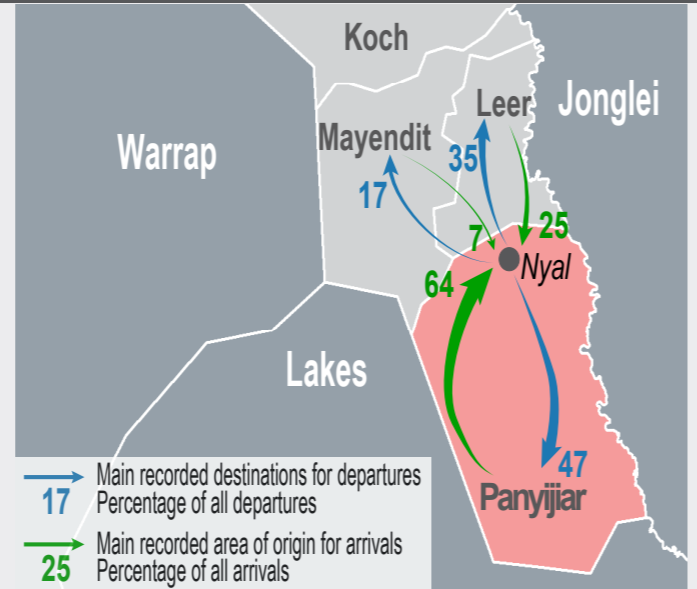 Koch
Leer
Jonglei
Warrap
Mayendit
35
17
7
25
Nyal
64
Lakes
47
Panyijiar
Main recorded destinations for departures
17 Percentage of all departures
Main recorded area of origin for arrivals
25 Percentage of all arrivals